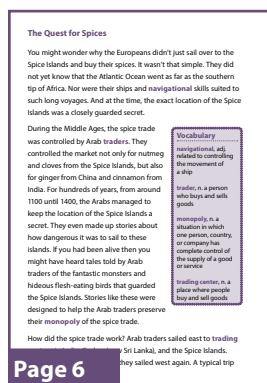 The Quest for Spices
You might wonder why the Europeans didn't just sail over to the
Spice Islands and buy their spices. It wasn't that simple. They did
not yet know that the Atlantic Ocean went as far as the southern
tip of Africa. Nor were their ships and navigational skills suited to
such long voyages. And at the time, the exact location of the Spice
Islands was a closely guarded secret.
During the Middle Ages, the spice trade
was controlled by Arab traders. They
controlled the market not only for nutmeg
and cloves from the Spice Islands, but also
for ginger from China and cinnamon from
India. For hundreds of years, from around
1100 until 1400, the Arabs managed to
keep the location of the Spice Islands a
secret. They even made up stories about
how dangerous it was to sail to these
islands. If you had been alive then you
might have heard tales told by Arab
traders of the fantastic monsters and
hideous flesh-eating birds that guarded
the Spice Islands. Stories like these were
designed to help the Arab traders preserve
their monopoly of the spice trade.
Vocabulary
navigational, adj.
related to controlling
the movement of
a ship
trader, n. a person
who buys and sells
goods
monopoly, n. a
situation in which
one person, country,
or company has
complete control of
the supply of a good
or service
trading center, n. a
place where people
buy and sell goods
How did the spice trade work? Arab traders sailed east to trading
Sri Lanka), and the Spice Islands.
they sailed west again. A typical trip
Page 6